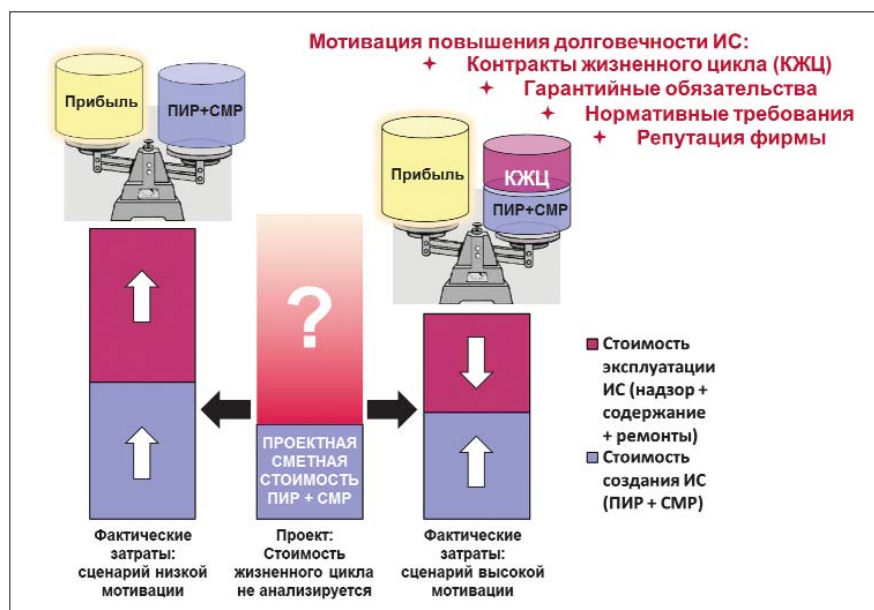 Мотивация повышения долговечности ИС:
Контракты жизненного цикла (КЖЦ)
Гарантийные обязательства
Нормативные требования
Репутация фирмы
Прибыль
ПИР+СМР
Прибыль
КЖЦ
ПИР+СМР
?
ПРОЕКТНАЯ
СМЕТНАЯ
СТОИМОСТЬ
ПИР + СМР
Стоимость
эксплуатации
ИС (надзор +
содержание
+ ремонты)
Стоимость
создания ИС
(ПИР + СМР)
Фактические
затраты:
сценарий низкой
мотивации
Проект:
Стоимость
жизненного цикла
не анализируется
Фактические
затраты:
сценарий высокой
мотивации